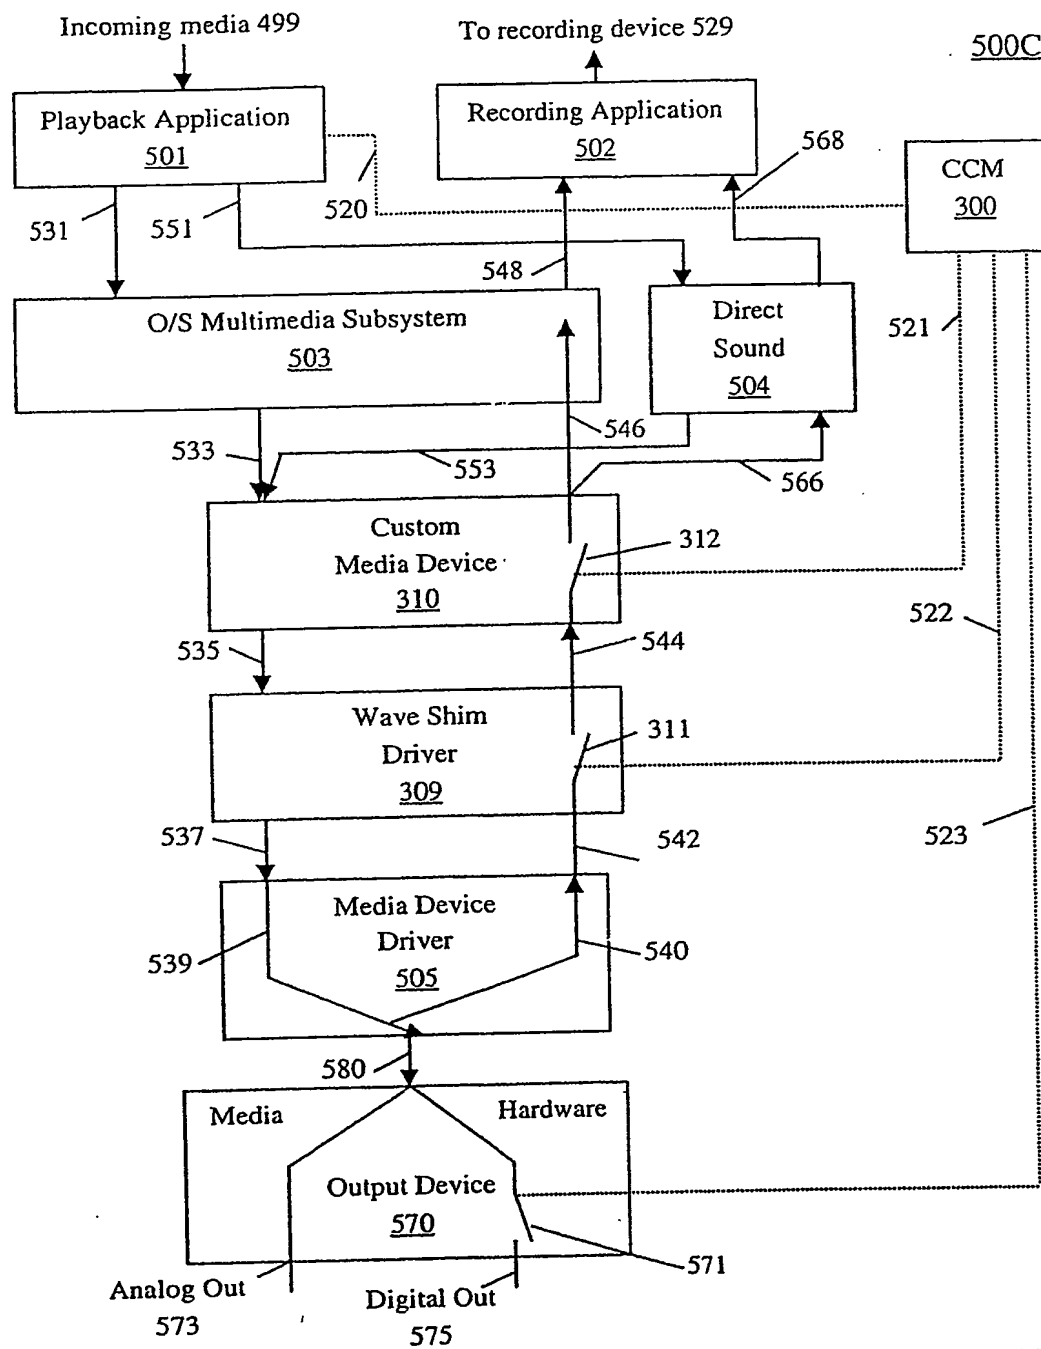 Incoming media 499
To recording device 529
500C
Playback Application
501
Recording Application
502
568
CCM
300
531
551
520
548
O/S Multimedia Subsystem
503
Direct
Sound
504
521
533
553
546
566
Custom
Media Device
310
312
522
535
544
Wave Shim
Driver
309
311
523
537
542
Media Device
Driver
505
539
540
580
Media
Hardware
Output Device
570
571
Analog Out
573
Digital Out
575